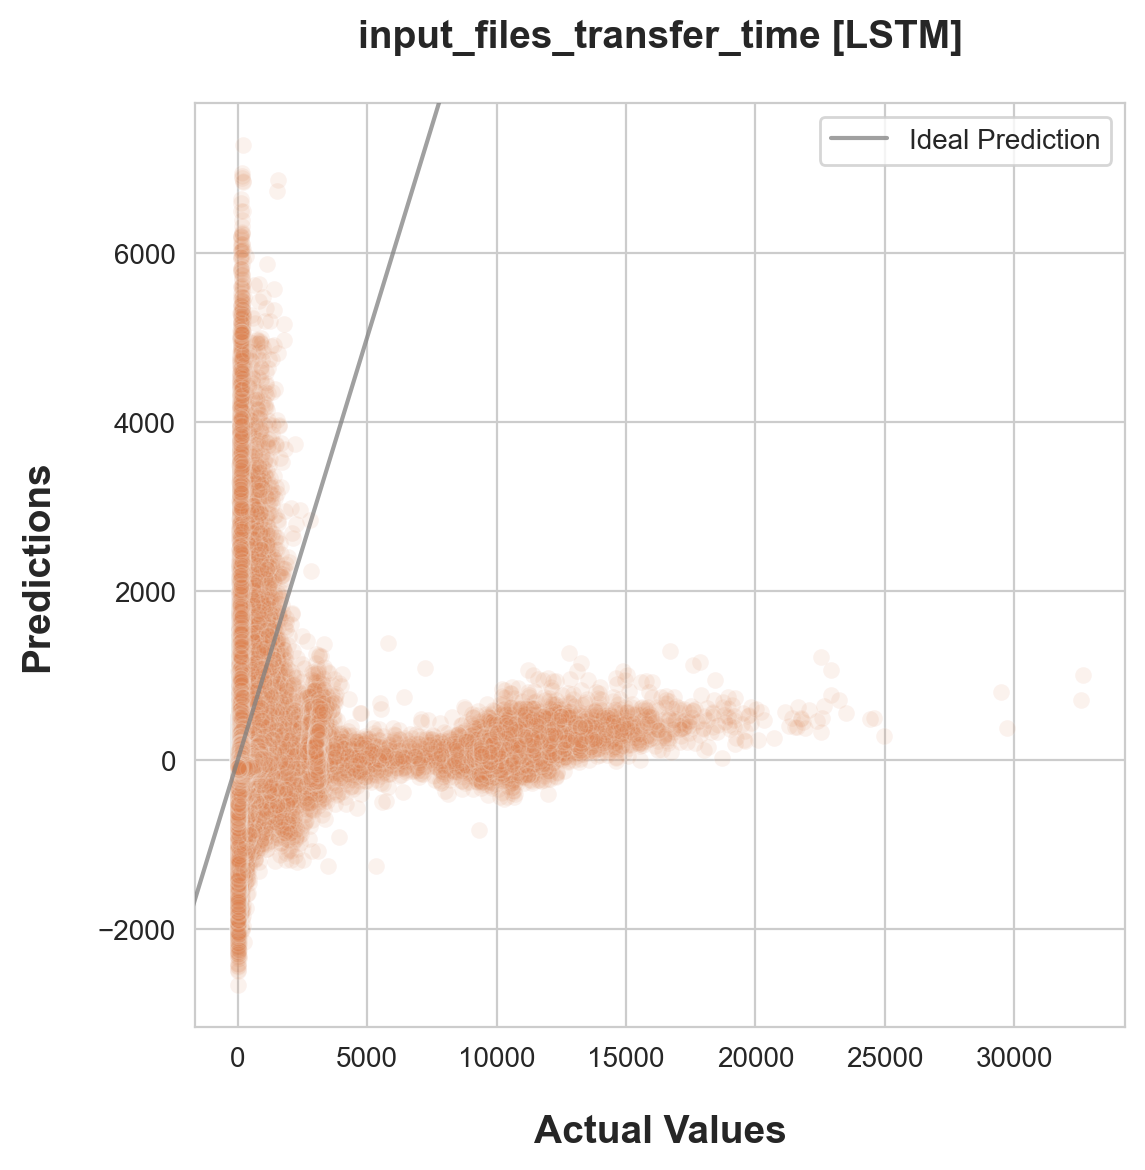 input_files_transfer_time [LSTM]
Ideal Prediction
Predictions
6000
4000
2000
0
−2000
0 5000 10000 15000 20000 25000 30000
Actual Values